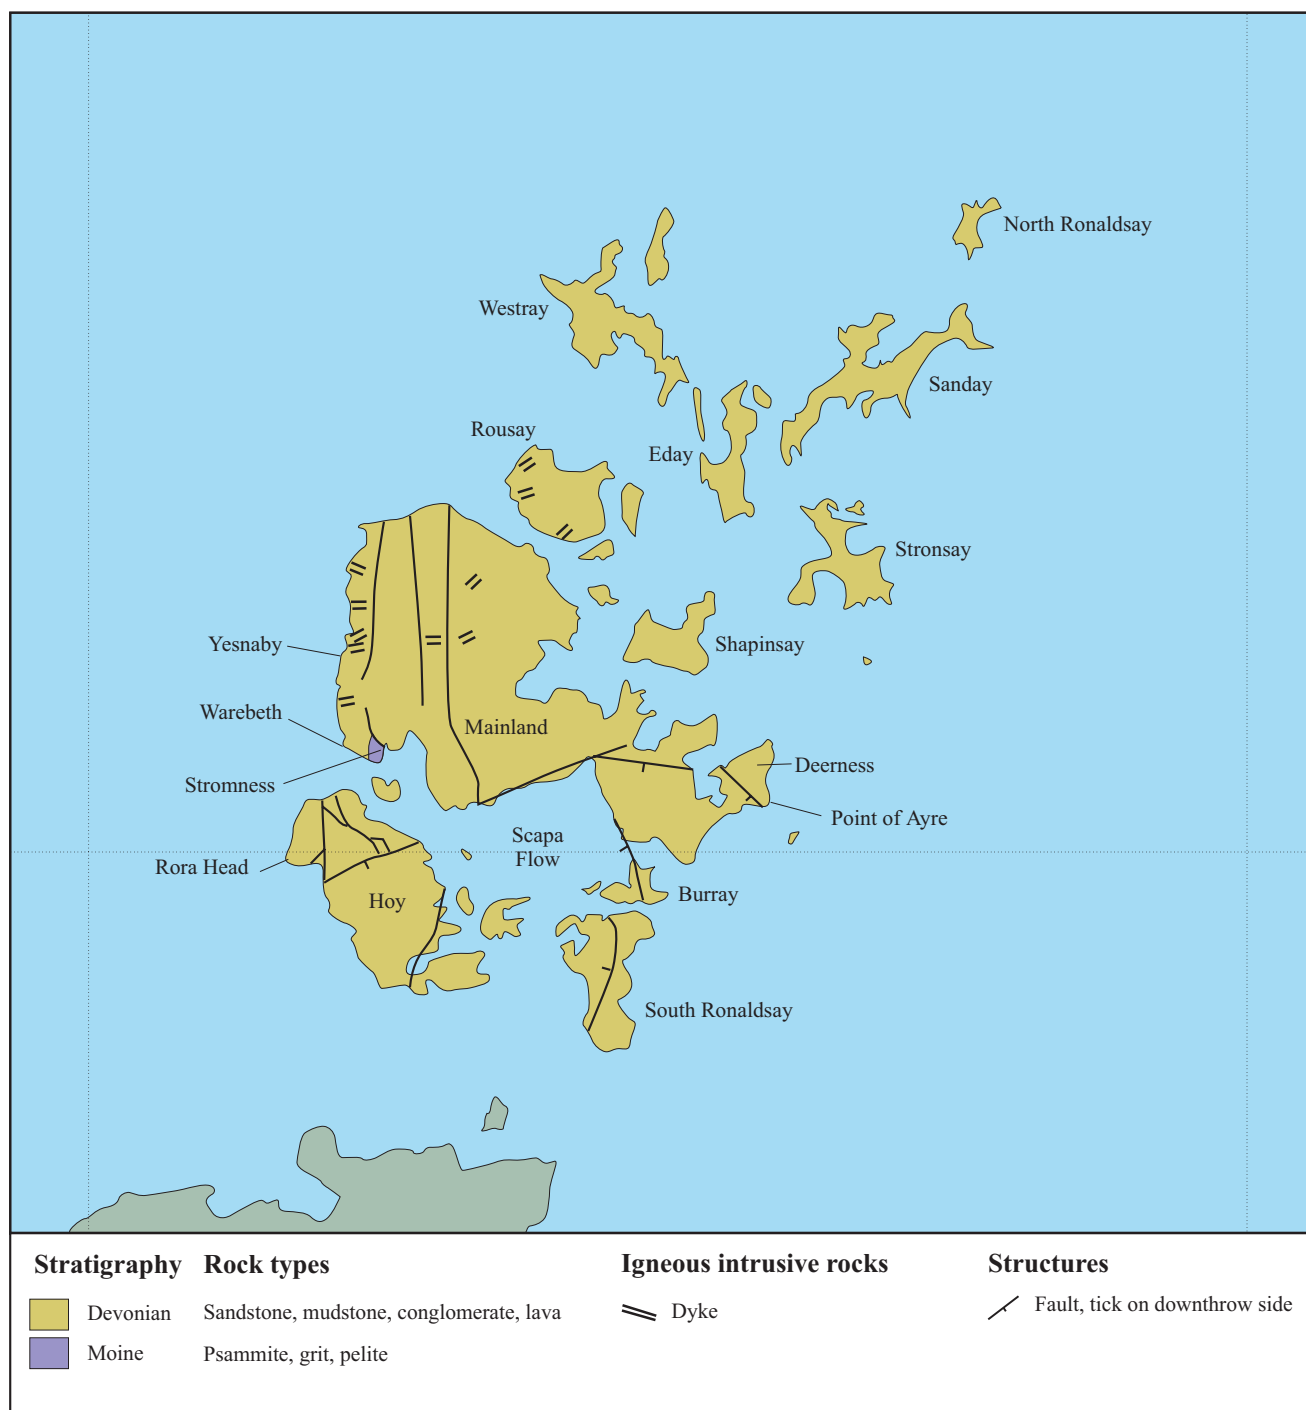 North Ronaldsay
Westray
Sanday
Rousay
Eday
Stronsay
Yesnaby
Shapinsay
Warebeth
Mainland
Deerness
Stromness
Point of Ayre
Scapa
Flow
Rora Head
Hoy
Burray
South Ronaldsay
Stratigraphy Rock types Igneous intrusive rocks Structures
Devonian Sandstone, mudstone, conglomerate, lava Dyke Fault, tick on downthrow side
Moine Psammite, grit, pelite